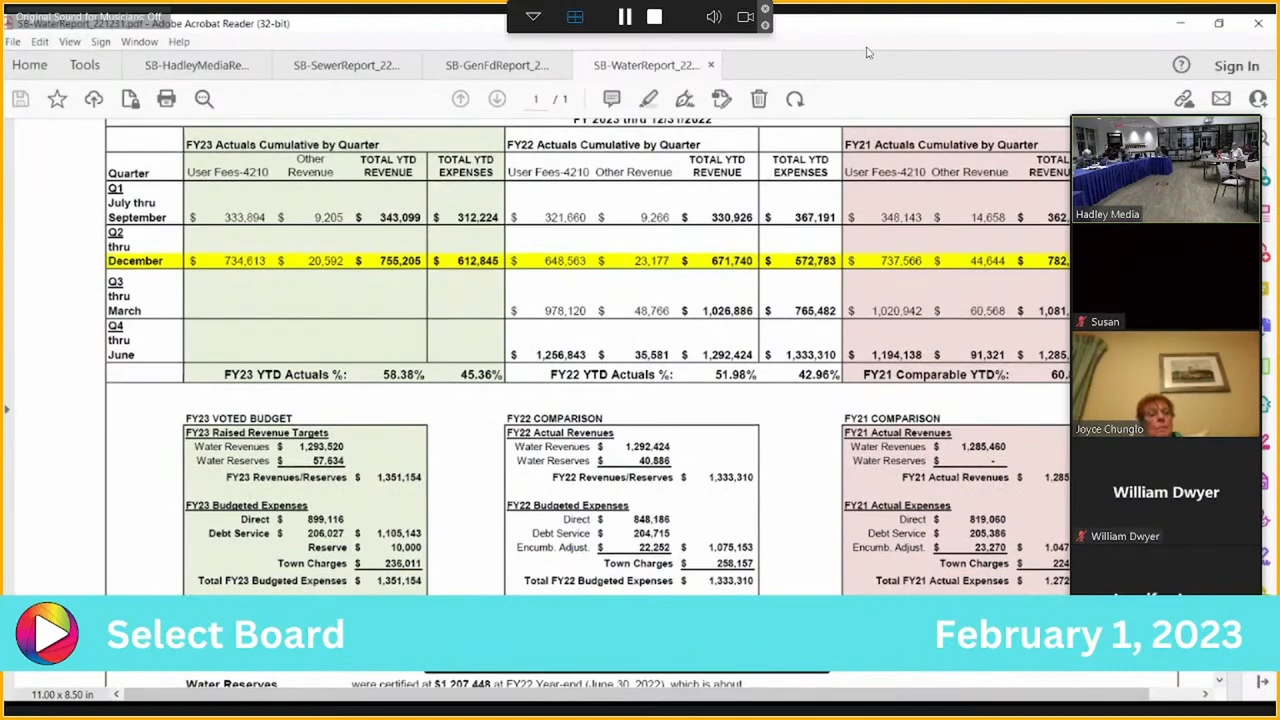 Original Sound for Musicians: Off
SB-WaterReport_221231.pdf - Adobe Acrobat Reader (32-bit)
File Edit View Sign Window Help
Home Tools SB-HadleyMediaRe... SB-SewerReport_22... SB-GenFdReport_2... SB-WaterReport_22... × Sign In
1 / 1
FY 2023 thru 12/31/2022
FY23 Actuals Cumulative by Quarter FY22 Actuals Cumulative by Quarter FY21 Actuals Cumulative by Quarter
Quarter User Fees-4210 Other Revenue TOTAL YTD REVENUE TOTAL YTD EXPENSES User Fees-4210 Other Revenue TOTAL YTD REVENUE TOTAL YTD EXPENSES User Fees-4210 Other Revenue TOTAL REVENU
Q1
July thru
September $ 333,894 $ 9,205 $ 343,099 $ 312,224 $ 321,660 $ 9,266 $ 330,926 $ 367,191 $ 348,143 $ 14,658 $ 362,
Q2
thru
December $ 734,613 $ 20,592 $ 755,205 $ 612,845 $ 648,563 $ 23,177 $ 671,740 $ 572,783 $ 737,566 $ 44,644 $ 782,
Q3
thru
March $ 978,120 $ 48,766 $ 1,026,886 $ 765,482 $ 1,020,942 $ 60,568 $ 1,081,
Q4
thru
June $ 1,256,843 $ 35,581 $ 1,292,424 $ 1,333,310 $ 1,194,138 $ 91,321 $ 1,285,
FY23 YTD Actuals %: 58.38% 45.36% FY22 YTD Actuals %: 51.98% 42.96% FY21 Comparable YTD%: 60.
FY23 VOTED BUDGET FY22 COMPARISON FY21 COMPARISON
FY23 Raised Revenue Targets FY22 Actual Revenues FY21 Actual Revenues
Water Revenues $ 1,293,520 Water Revenues $ 1,292,424 Water Revenues $ 1,285,460
Water Reserves 57,634 Water Reserves $ 40,886 Water Reserves $ -
FY23 Revenues/Reserves $ 1,351,154 FY22 Revenues/Reserves $ 1,333,310 FY21 Actual Revenues $ 1,285
FY23 Budgeted Expenses FY22 Budgeted Expenses FY21 Actual Expenses
Direct $ 899,116 Direct $ 848,186 Direct $ 819,060
Debt Service $ 206,027 $ 1,105,143 Debt Service $ 204,715 Debt Service $ 205,386
Reserve $ 10,000 Encumb. Adjust. $ 22,252 $ 1,075,153 Encumb. Adjust. $ 23,270 $ 1,047
Town Charges $ 236,011 Town Charges $ 258,157 Town Charges $ 224
Total FY23 Budgeted Expenses $ 1,351,154 Total FY22 Budgeted Expenses $ 1,333,310 Total FY21 Actual Expenses $ 1,272
Hadley Media
Susan
Joyce Chunglo
William Dwyer
William Dwyer
Select Board February 1, 2023
Water Reserves were certified at $1,207,448 at FY22 Year-end (June 30, 2022), which is about
11.00 x 8.50 in